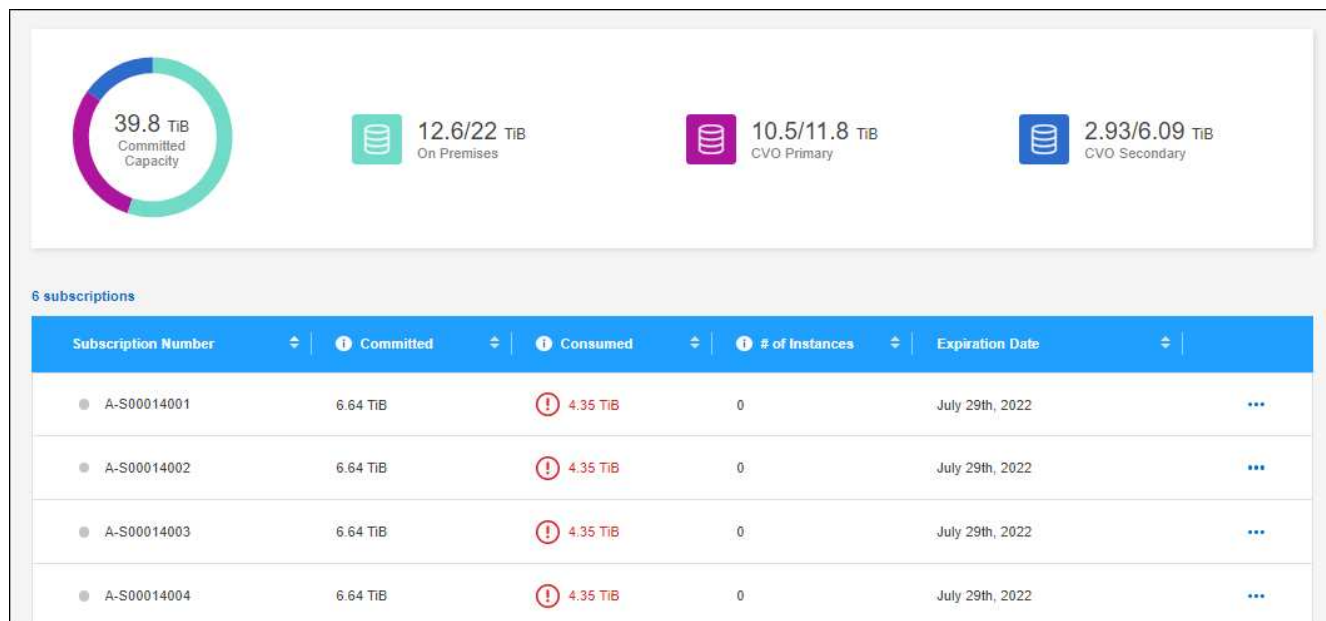 39.8 TiB
Committed
Capacity
12.6/22 TiB
On Premises
10.5/11.8 TiB
CVO Primary
2.93/6.09 TiB
CVO Secondary
6 subscriptions
Subscription Number Committed Consumed # of Instances Expiration Date
A-S00014001 6.64 TiB 4.35 TiB 0 July 29th, 2022
A-S00014002 6.64 TiB 4.35 TiB 0 July 29th, 2022
A-S00014003 6.64 TiB 4.35 TiB 0 July 29th, 2022
A-S00014004 6.64 TiB 4.35 TiB 0 July 29th, 2022